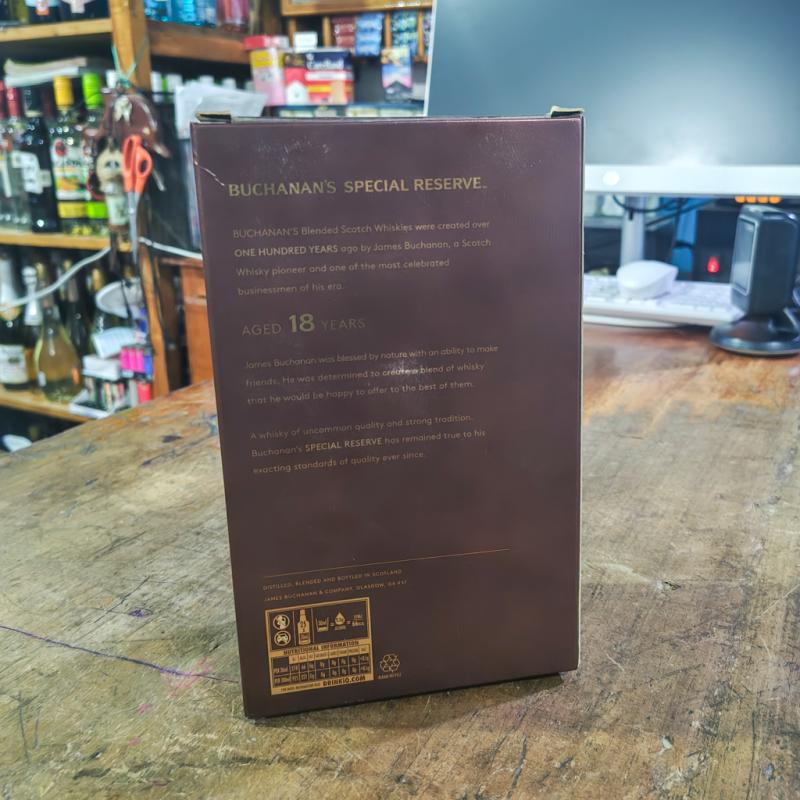 BUCHANAN'S SPECIAL RESERVE
BUCHANAN'S Blended Scotch Whiskies were created over
ONE HUNDRED YEARS ago by James Buchanan, a Scotch
Whisky pioneer and one of the most celebrated
businessmen of his era.
AGED 18 YEARS
James Buchanan was blessed by nature with an ability to make
friends. He was determined to create a blend of whisky
that he would be happy to offer to the best of them.
A whisky of uncommon quality and strong tradition,
Buchanan's SPECIAL RESERVE has remained true to his
exacting standards of quality ever since.
DISTILLED, BLENDED AND BOTTLED IN SCOTLAND
JAMES BUCHANAN & COMPANY, GLASGOW,
NUTRITIONAL INFORMATION
DRINKiQ.COM